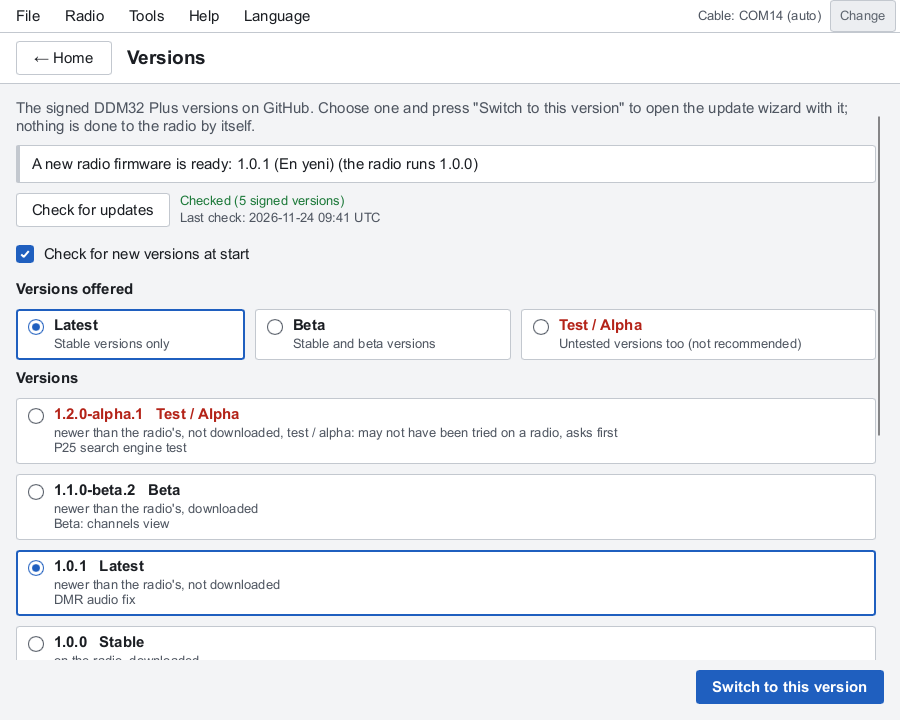 File Radio Tools Help Language Cable: COM14 (auto) Change
← Home Versions
The signed DDM32 Plus versions on GitHub. Choose one and press "Switch to this version" to open the update wizard with it;
nothing is done to the radio by itself.
A new radio firmware is ready: 1.0.1 (En yeni) (the radio runs 1.0.0)
Check for updates
Checked (5 signed versions)
Last check: 2026-11-24 09:41 UTC
Check for new versions at start
Versions offered
Latest
Stable versions only
Beta
Stable and beta versions
Test / Alpha
Untested versions too (not recommended)
Versions
1.2.0-alpha.1 Test / Alpha
newer than the radio's, not downloaded, test / alpha: may not have been tried on a radio, asks first
P25 search engine test
1.1.0-beta.2 Beta
newer than the radio's, downloaded
Beta: channels view
1.0.1 Latest
newer than the radio's, not downloaded
DMR audio fix
1.0.0 Stable
on the radio, downloaded
Switch to this version